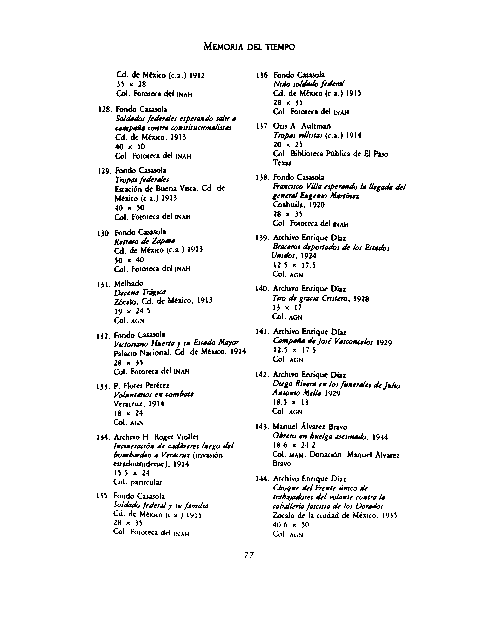 MEMORIA DEL TIEMPO
Cd. de México (c.a.) 1912
35 x 28
Col. Fototeca del INAH
128. Fondo Casasola
Soldados federales esperando salir a
campaña contra constitucionalistas
Cd. de México, 1913
40 x 50
Col. Fototeca del INAH
129. Fondo Casasola
Tropas federales
Estación de Buena Vista, Cd. de
México (c.a.) 1913
40 x 50
Col. Fototeca del INAH
130. Fondo Casasola
Retrato de Zapata
Cd. de México (c.a.) 1913
50 x 40
Col. Fototeca del INAH
131. Melhado
Decena Trágica
Zócalo, Cd. de México, 1913
19 x 24.5
Col. AGN
132. Fondo Casasola
Victoriano Huerta y su Estado Mayor
Palacio Nacional, Cd. de México, 1914
28 x 35
Col. Fototeca del INAH
133. P. Flores Perérez
Voluntarios en combate
Veracruz, 1914
18 x 24
Col. AGN
134. Archivo H. Roger Viollet
Incineración de cadáveres luego del
bombardeo a Veracruz (invasión
estadounidense), 1914
15.5 x 24
Col. particular
135. Fondo Casasola
Soldado federal y su familia
Cd. de México (c.a.) 1915
28 x 35
Col. Fototeca del INAH
136. Fondo Casasola
Niño soldado federal
Cd. de México (c.a.) 1915
28 x 35
Col. Fototeca del INAH
137. Otis A. Aultman
Tropas villistas (c.a.) 1914
20 x 25
Col. Biblioteca Pública de El Paso
Texas
138. Fondo Casasola
Francisco Villa esperando la llegada del
general Eugenio Martínez
Coahuila, 1920
28 x 35
Col. Fototeca del INAH
139. Archivo Enrique Díaz
Braceros deportados de los Estados
Unidos, 1924
12.5 x 17.5
Col. AGN
140. Archivo Enrique Díaz
Tiro de gracia Cristero, 1928
13 x 17
Col. AGN
141. Archivo Enrique Díaz
Campaña de José Vasconcelos 1929
12.5 x 17.5
Col. AGN
142. Archivo Enrique Díaz
Diego Rivera en los funerales de Julio
Antonio Mella 1929
18.5 x 13
Col. AGN
143. Manuel Álvarez Bravo
Obrero en huelga asesinado, 1944
18.6 x 24.2
Col. MAM. Donación: Manuel Álvarez
Bravo
144. Archivo Enrique Díaz
Choque del Frente único de
trabajadores del volante contra la
caballería fascista de los Dorados
Zócalo de la ciudad de México, 1935
40.6 x 50
Col. AGN
77